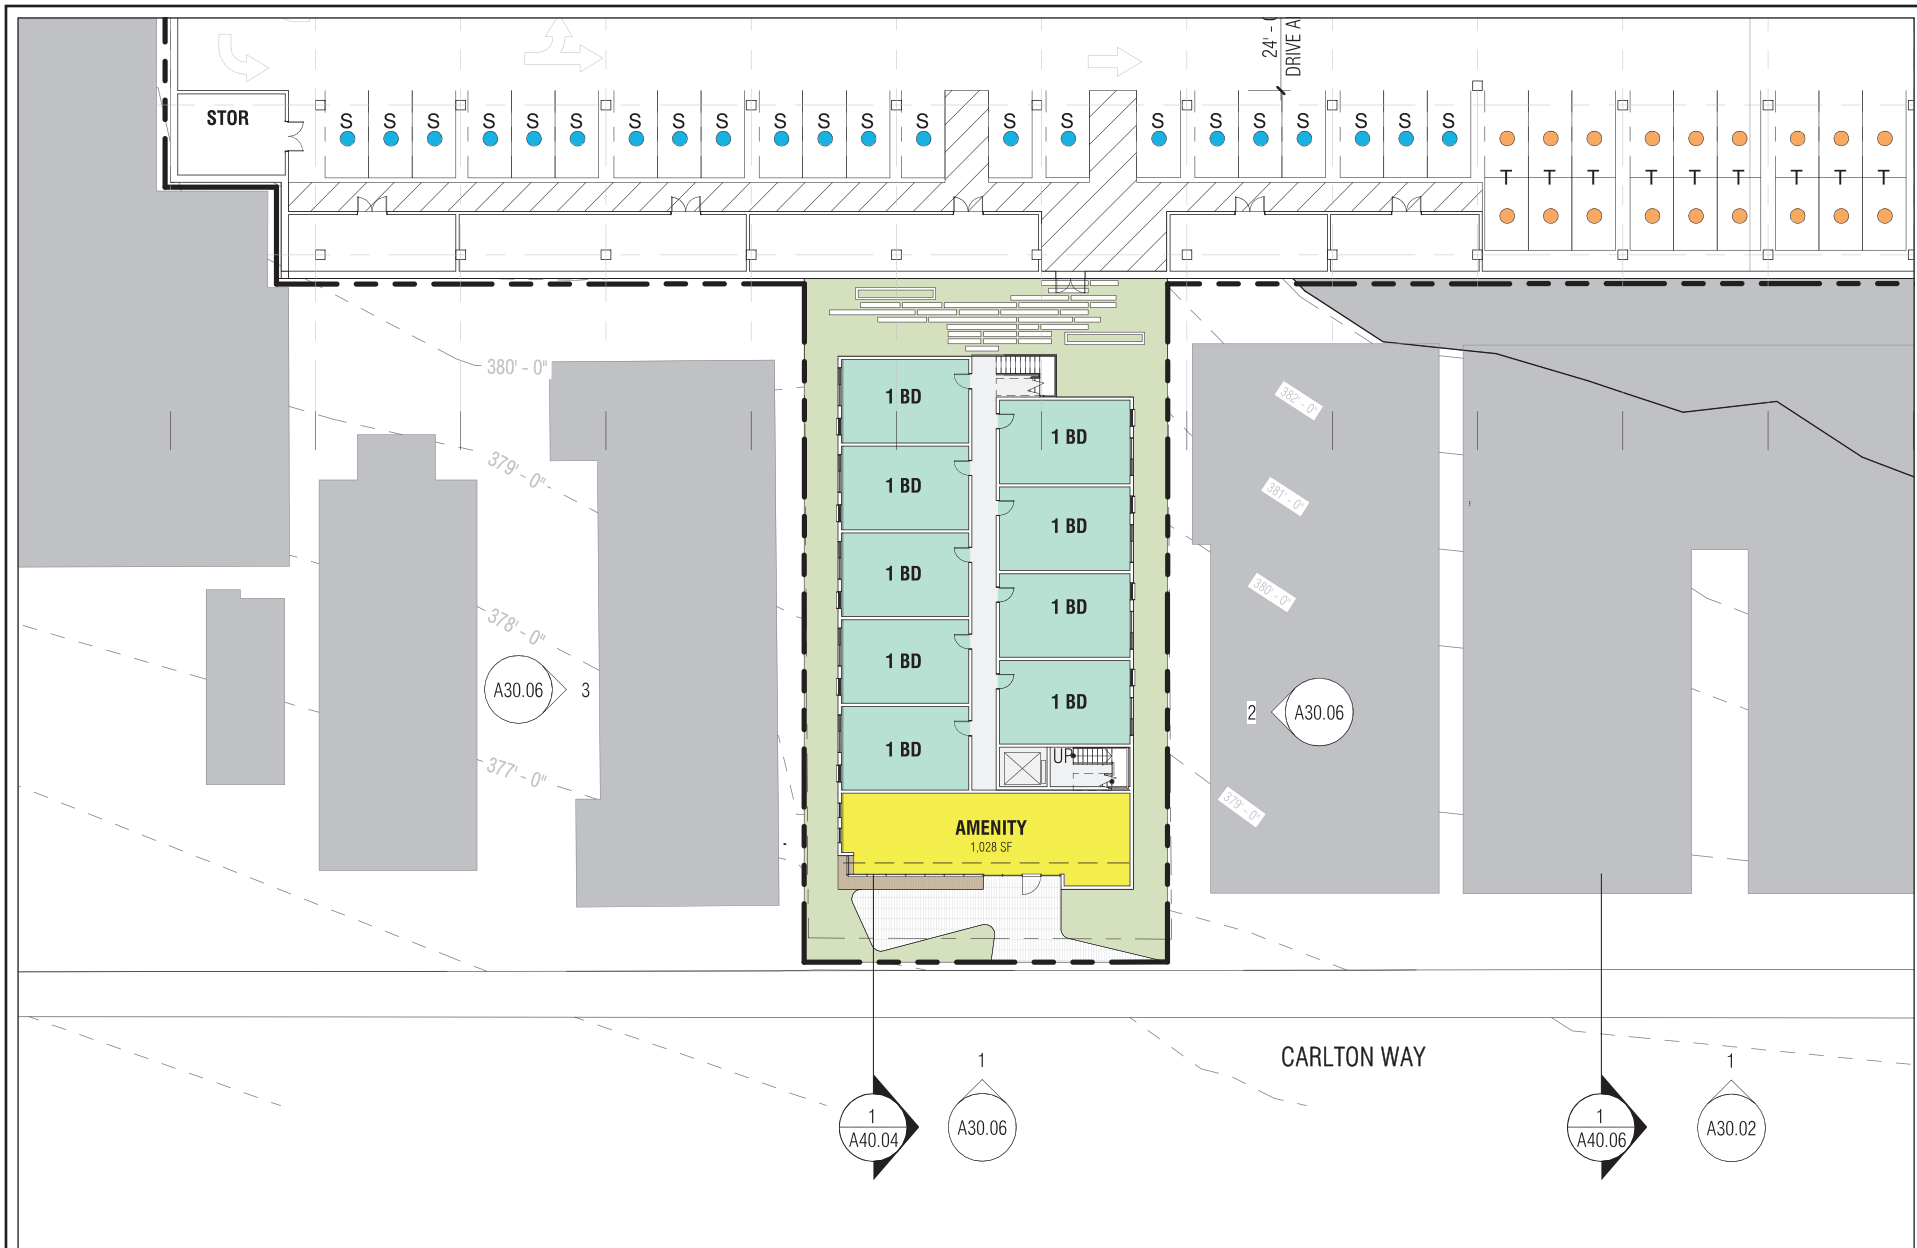 24' - 0
DRIVE A
STOR
S S S S S S S S S S S S S S S S S S S S S S
T T T T T T T T T
380' - 0"
382' - 0"
1 BD
1 BD
379' - 0"
1 BD
381' - 0"
1 BD
1 BD
380' - 0"
1 BD
378' - 0"
1 BD
A30.06 3
1 BD
2 A30.06
1 BD
UP
377' - 0"
379' - 0"
AMENITY
1,028 SF
CARLTON WAY
1
A40.04
1
A30.06
1
A40.06
1
A30.02